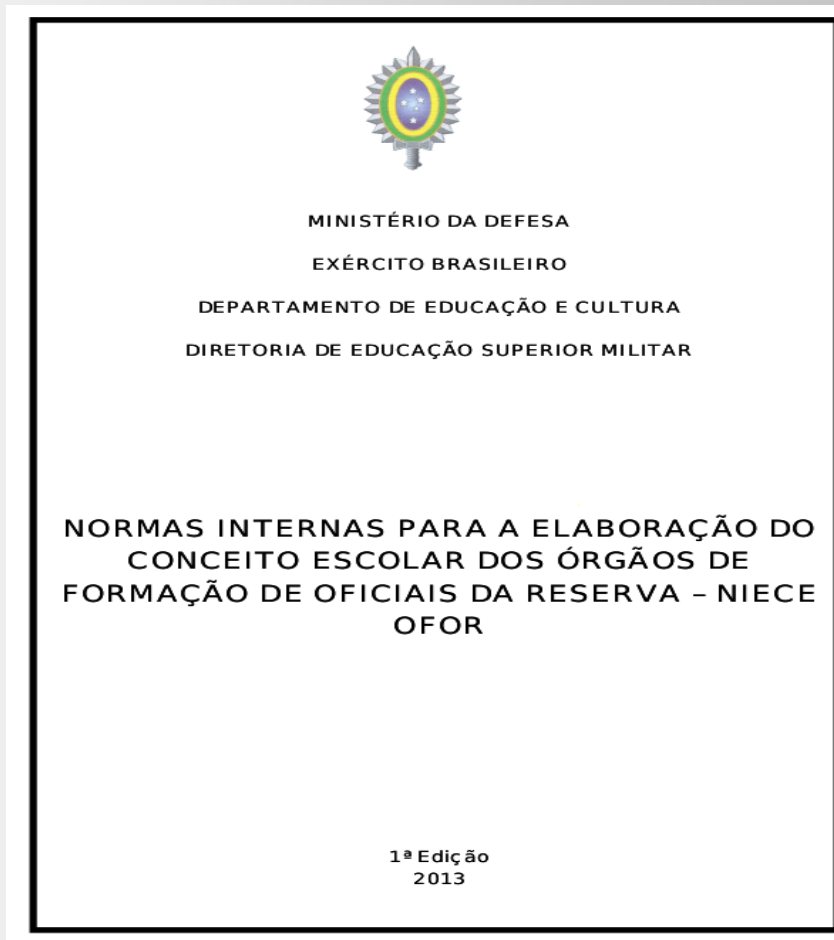 MINISTÉRIO DA DEFESA
EXÉRCITO BRASILEIRO
DEPARTAMENTO DE EDUCAÇÃO E CULTURA
DIRETORIA DE EDUCAÇÃO SUPERIOR MILITAR
NORMAS INTERNAS PARA A ELABORAÇÃO DO
CONCEITO ESCOLAR DOS ÓRGÃOS DE
FORMAÇÃO DE OFICIAIS DA RESERVA – NIECE
OFOR
1ª Edição
2013